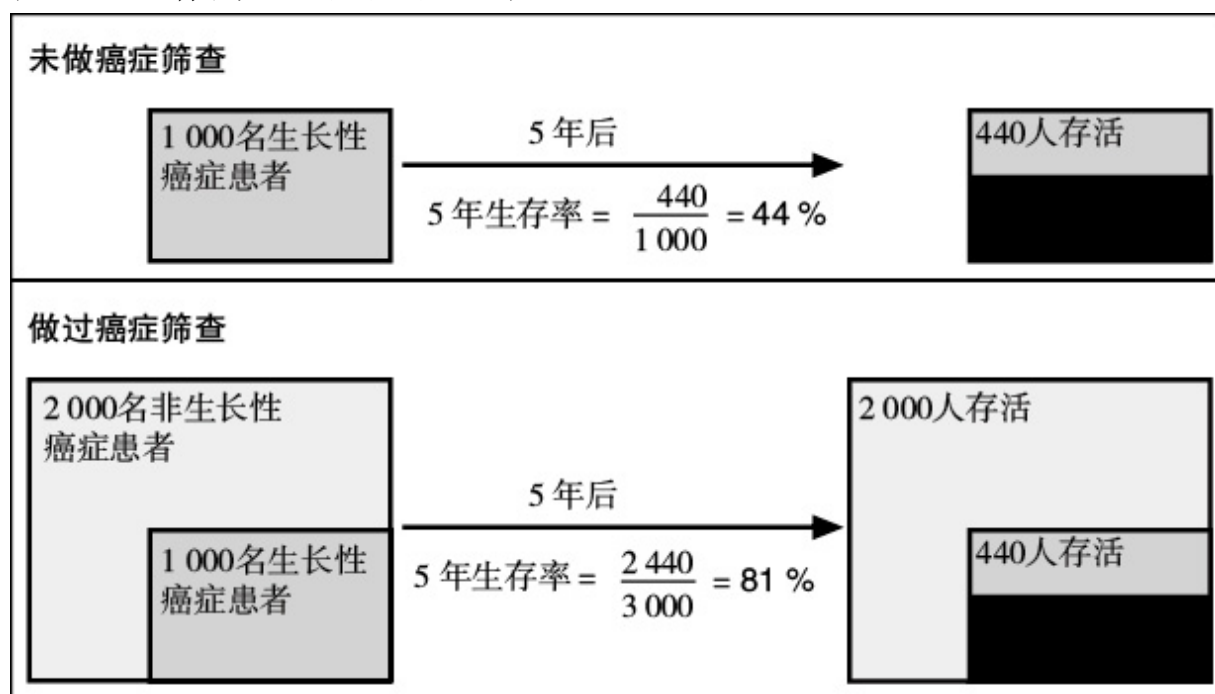 未做癌症筛查
1 000名生长性
癌症患者
5 年后
5 年生存率 = 440/1 000 = 44 %
440人存活
做过癌症筛查
2 000名非生长性
癌症患者
1 000名生长性
癌症患者
5 年后
5 年生存率 = 2 440/3 000 = 81 %
2 000人存活
440人存活